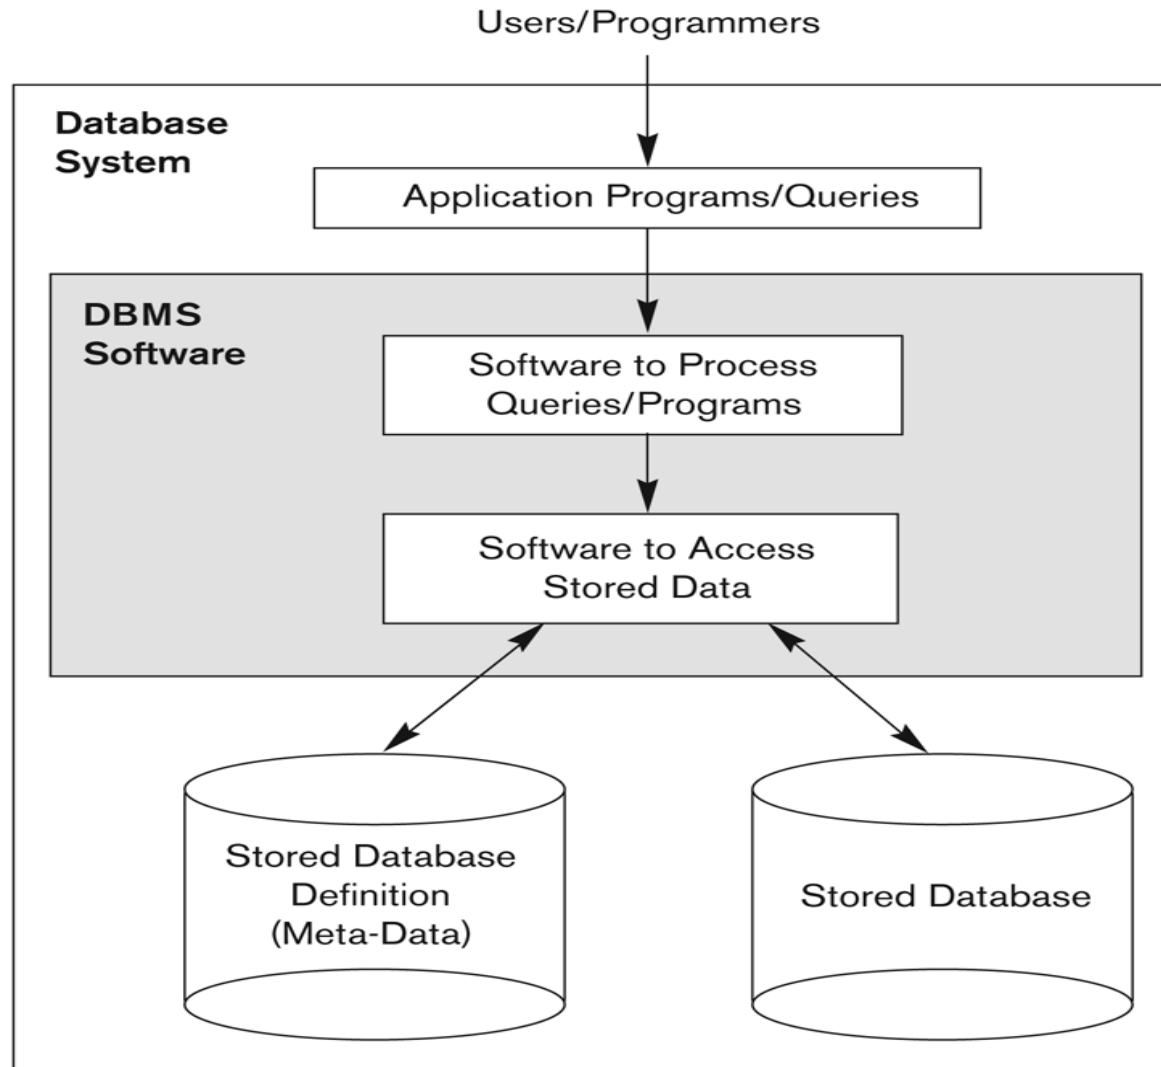 Users/Programmers
Database
System
Application Programs/Queries
DBMS
Software
Software to Process
Queries/Programs
Software to Access
Stored Data
Stored Database
Definition
(Meta-Data)
Stored Database